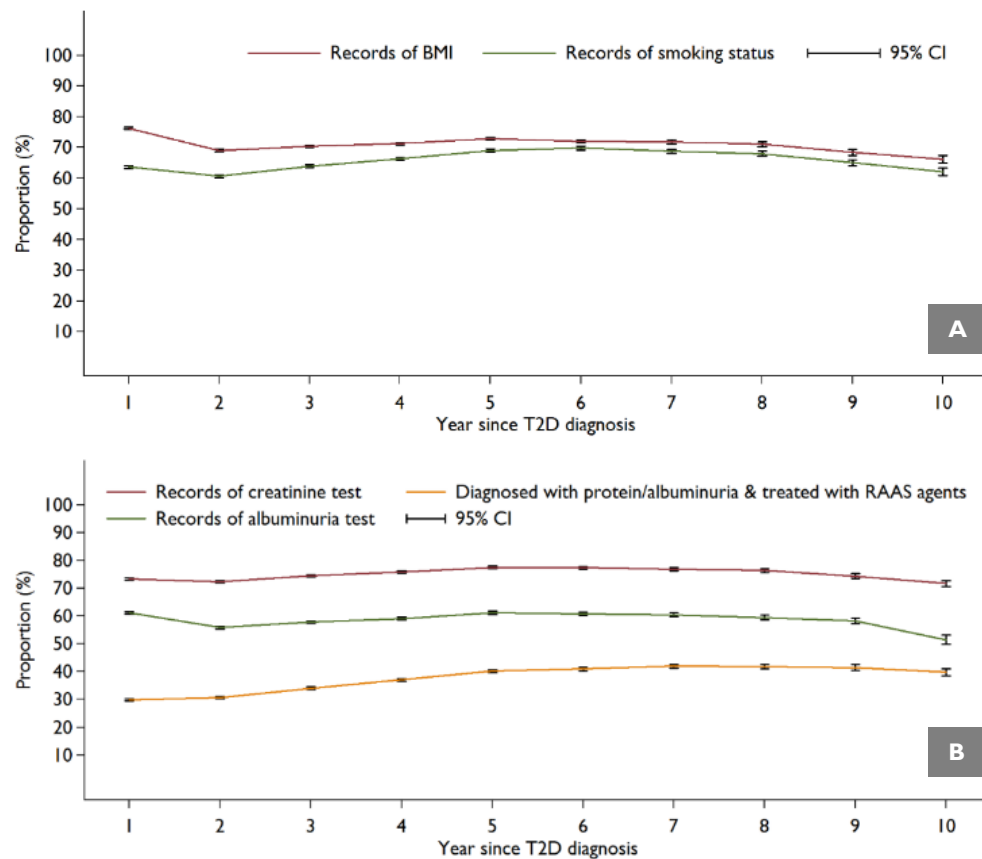 Records of BMI Records of smoking status 95% CI
100
90
80
70
60
50
40
30
20
10
Proportion (%)
A
1 2 3 4 5 6 7 8 9 10
Year since T2D diagnosis
Records of creatinine test Diagnosed with protein/albuminuria & treated with RAAS agents
Records of albuminuria test 95% CI
100
90
80
70
60
50
40
30
20
10
Proportion (%)
B
1 2 3 4 5 6 7 8 9 10
Year since T2D diagnosis